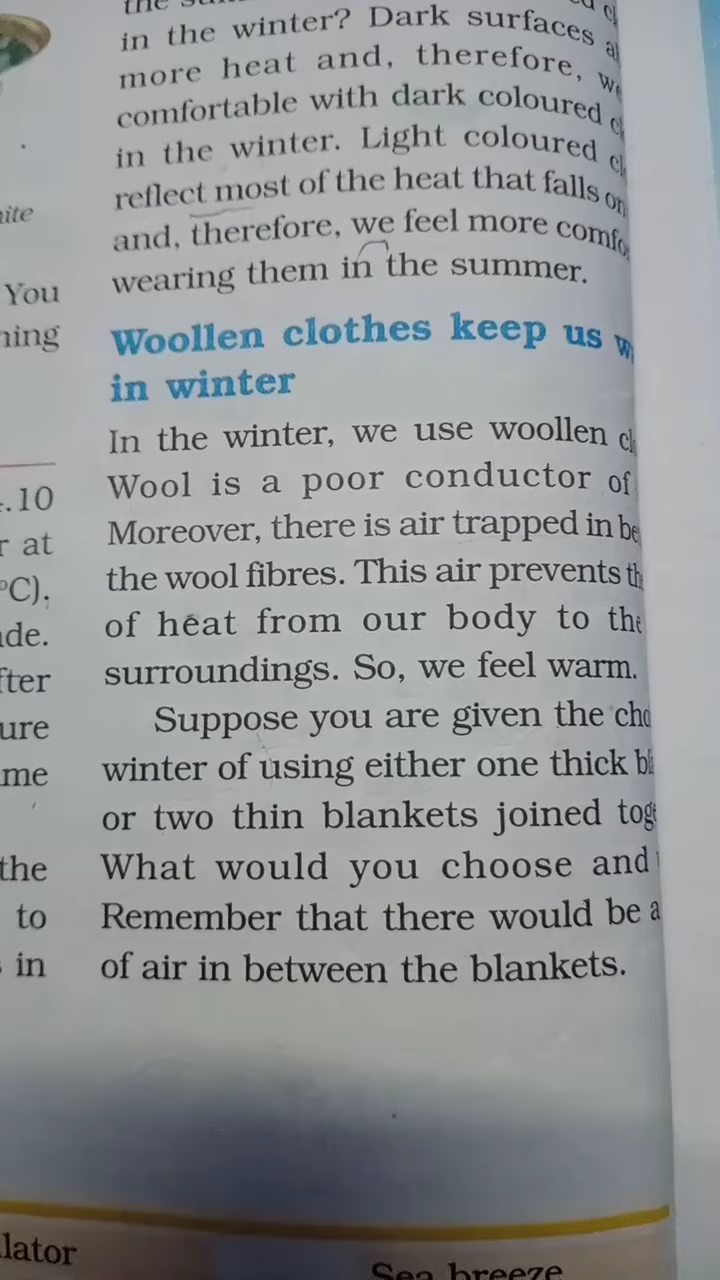 in the winter? Dark surfaces
more heat and, therefore,
comfortable with dark coloured
in the winter. Light coloured
reflect most of the heat that falls on
and, therefore, we feel more
wearing them in the summer.
Woollen clothes keep us
in winter
In the winter, we use woollen
Wool is a poor conductor of
Moreover, there is air trapped in
the wool fibres. This air prevents
of heat from our body to the
surroundings. So, we feel warm.
Suppose you are given the
winter of using either one thick
or two thin blankets joined
What would you choose and
Remember that there would be a
of air in between the blankets.
You
.10
at
°C).
me
the
to
in
Sea breeze